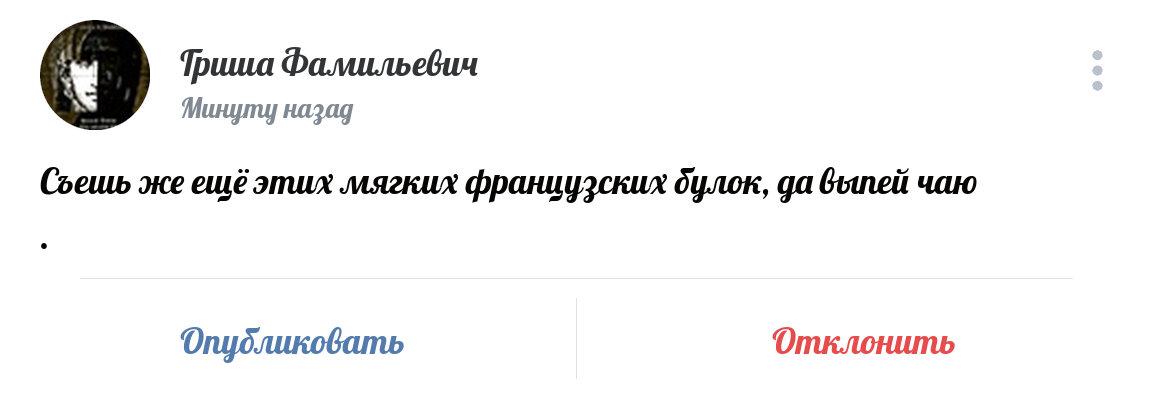 Гриша Фамильевич
Минуту назад
Съешь же ещё этих мягких французских булок, да выпей чаю
.
Опубликовать
Отклонить